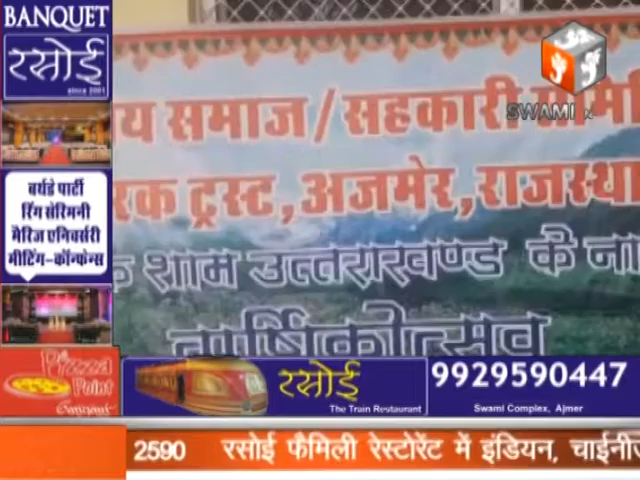 BANQUET
रसोई
since 2001
बर्थडे पार्टी
रिंग सेरिमनी
मैरिज एनिवर्सरी
मीटिंग-कॉन्फेन्स
Pizza
Point
SWAMI
य समाज/सहकारी समि
रक ट्रस्ट, अजमेर, राजस्था
क शाम उत्तराखण्ड के ना
वार्षिकोत्सव
रसोई
The Train Restaurant
9929590447
Swami Complex, Ajmer
2590 रसोई फैमिली रेस्टोरेंट में इंडियन, चाईनीज